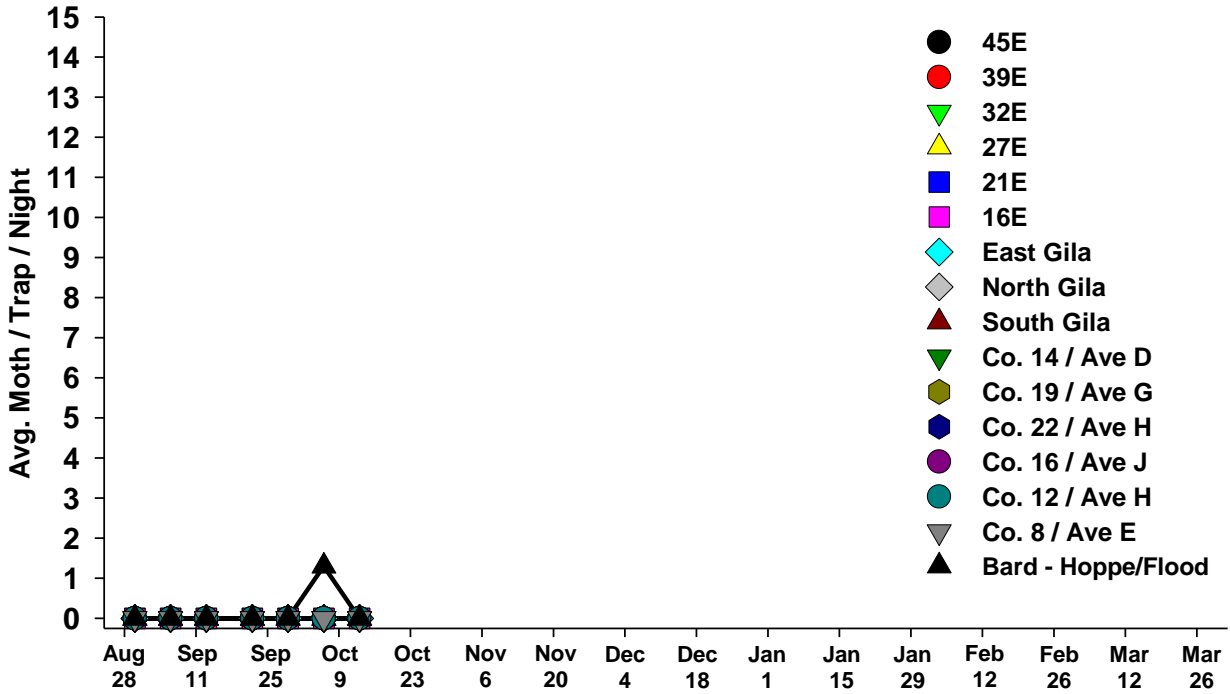 15
14
13
12
11
10
9
8
7
6
5
4
3
2
1
0
Avg. Moth / Trap / Night
45E
39E
32E
27E
21E
16E
East Gila
North Gila
South Gila
Co. 14 / Ave D
Co. 19 / Ave G
Co. 22 / Ave H
Co. 16 / Ave J
Co. 12 / Ave H
Co. 8 / Ave E
Bard - Hoppe/Flood
Aug Sep Sep Oct Oct Nov Nov Dec Dec Jan Jan Jan Feb Feb Mar Mar
28 11 25 9 23 6 20 4 18 1 15 29 12 26 12 26